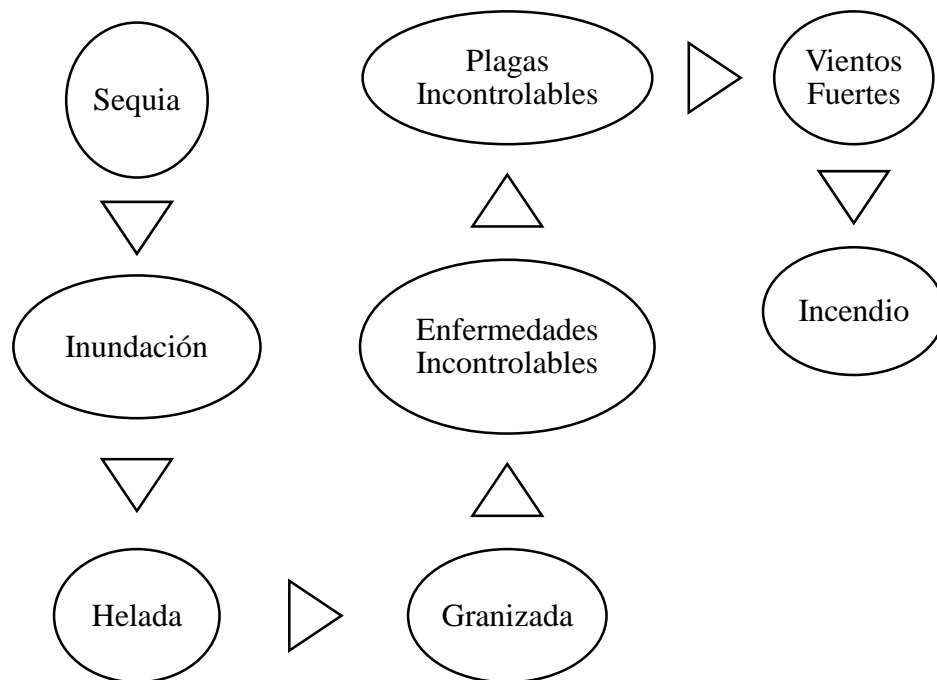 Sequia
Inundación
Helada
Granizada
Enfermedades
Incontrolables
Plagas
Incontrolables
Vientos
Fuertes
Incendio